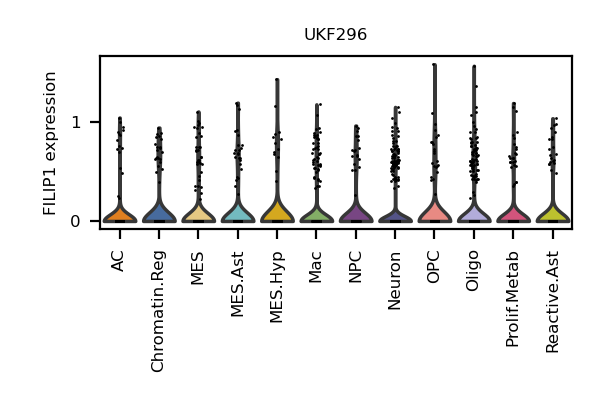 UKF296
FILIP1 expression
1
0
AC
Chromatin.Reg
MES
MES.Ast
MES.Hyp
Mac
NPC
Neuron
OPC
Oligo
Prolif.Metab
Reactive.Ast